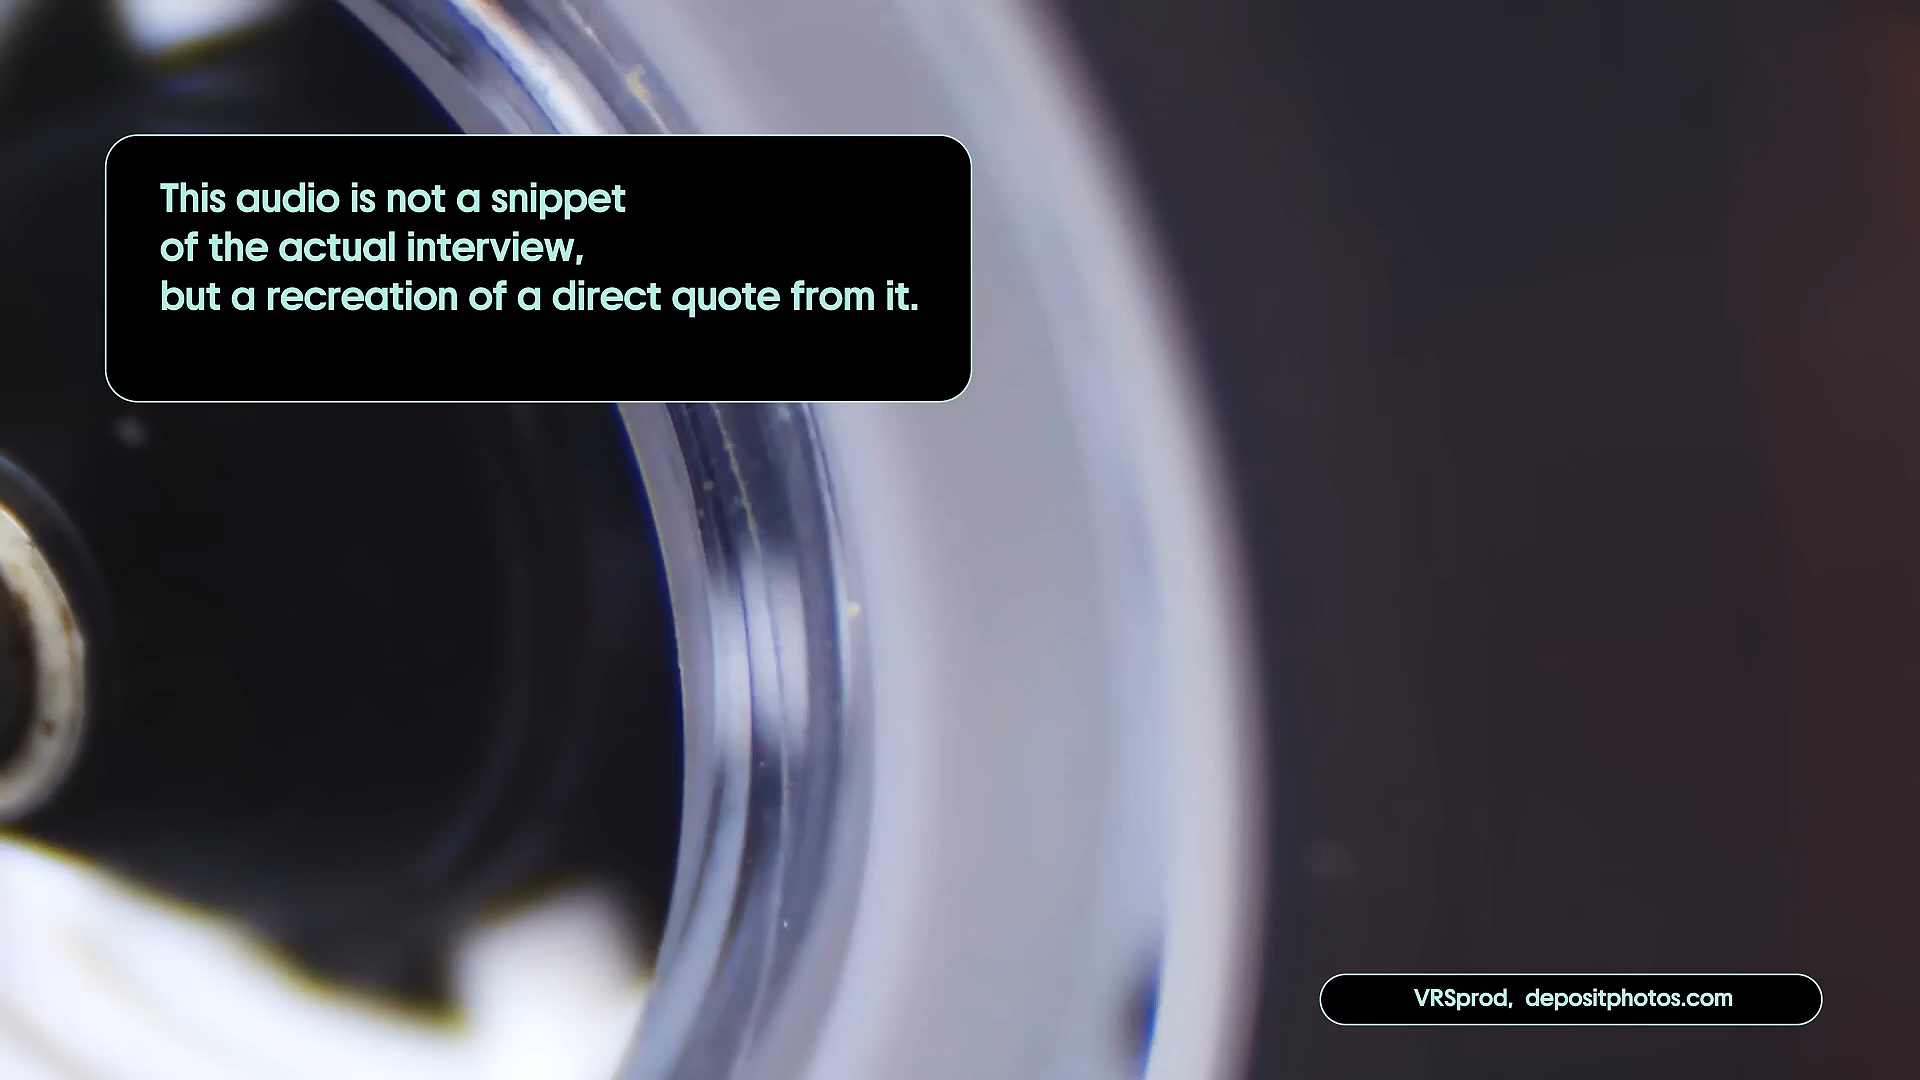 This audio is not a snippet
of the actual interview,
but a recreation of a direct quote from it.
VRSprod, depositphotos.com